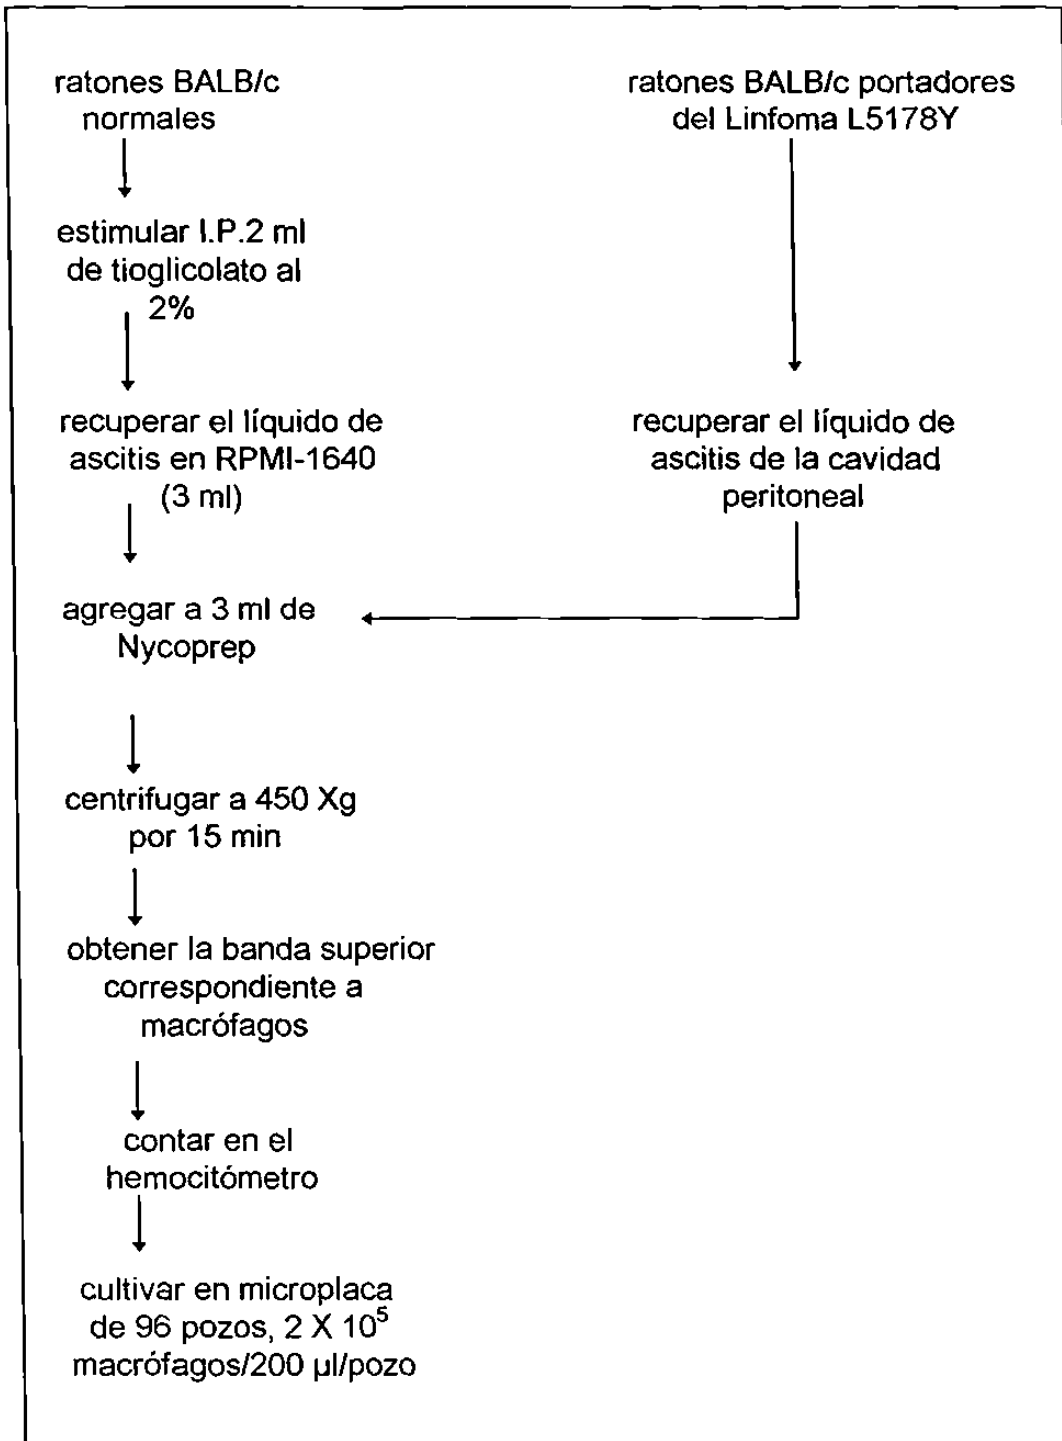 ratones BALB/c
normales
estimular I.P.2 ml
de tioglicolato al
2%
recuperar el líquido de
ascitis en RPMI-1640
(3 ml)
ratones BALB/c portadores
del Linfoma L5178Y
recuperar el líquido de
ascitis de la cavidad
peritoneal
agregar a 3 ml de
Nycoprep
centrifugar a 450 Xg
por 15 min
obtener la banda superior
correspondiente a
macrófagos
contar en el
hemocitómetro
cultivar en microplaca
de 96 pozos, 2 X 10⁵
macrófagos/200 µl/pozo